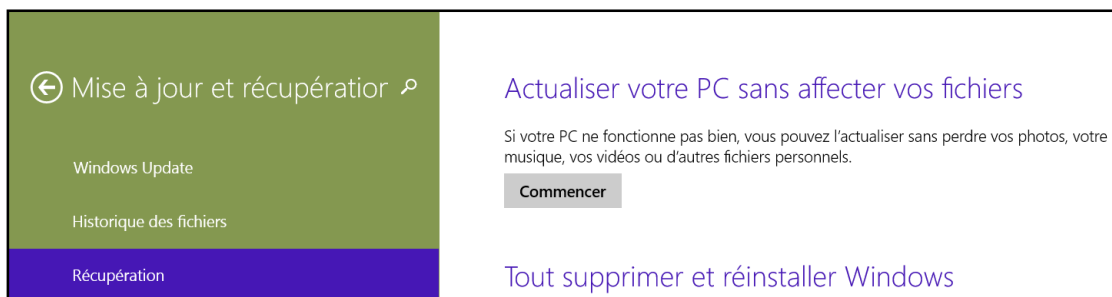 Mise à jour et récupératior
Windows Update
Historique des fichiers
Récupération
Actualiser votre PC sans affecter vos fichiers
Si votre PC ne fonctionne pas bien, vous pouvez l’actualiser sans perdre vos photos, votre
musique, vos vidéos ou d’autres fichiers personnels.
Commencer
Tout supprimer et réinstaller Windows